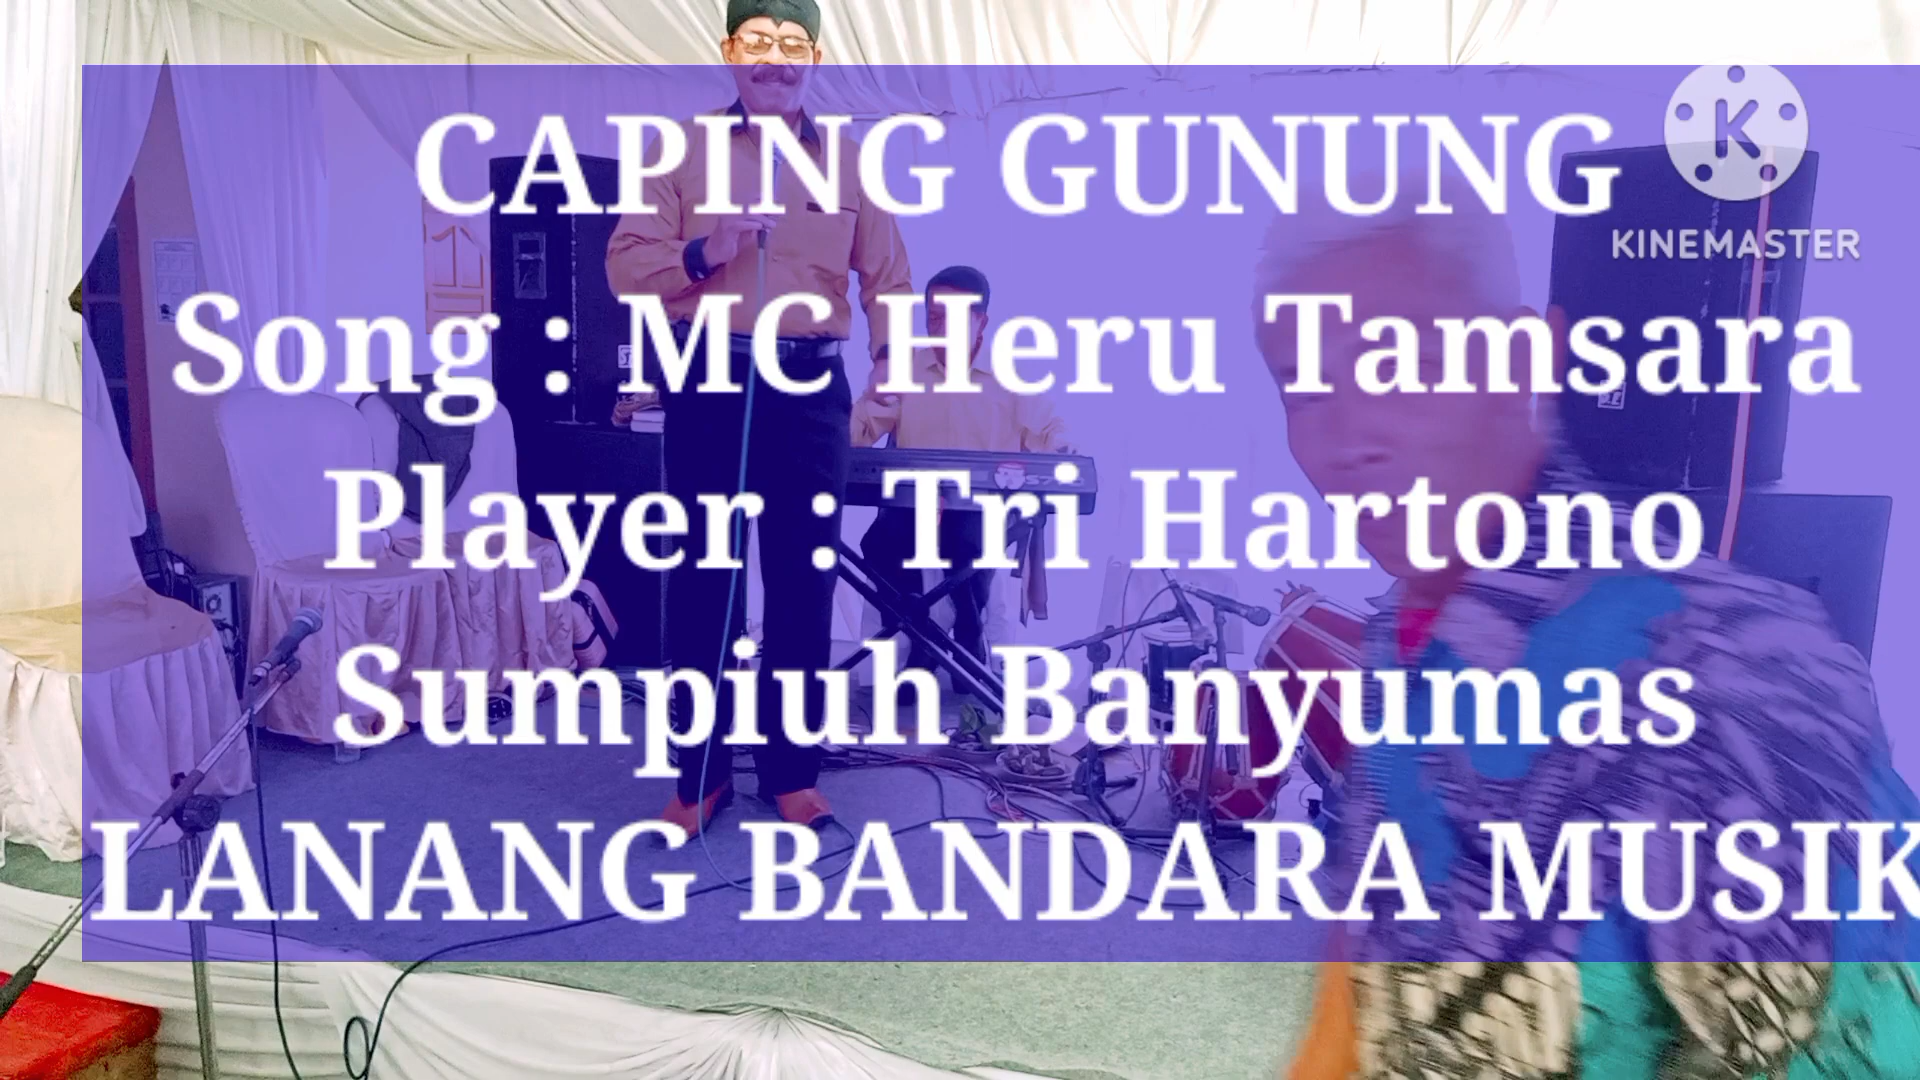 CAPING GUNUNG
K
KINEMASTER
Song : MC Heru Tamsara
Player : Tri Hartono
Sumpiuh Banyumas
LANANG BANDARA MUSIK